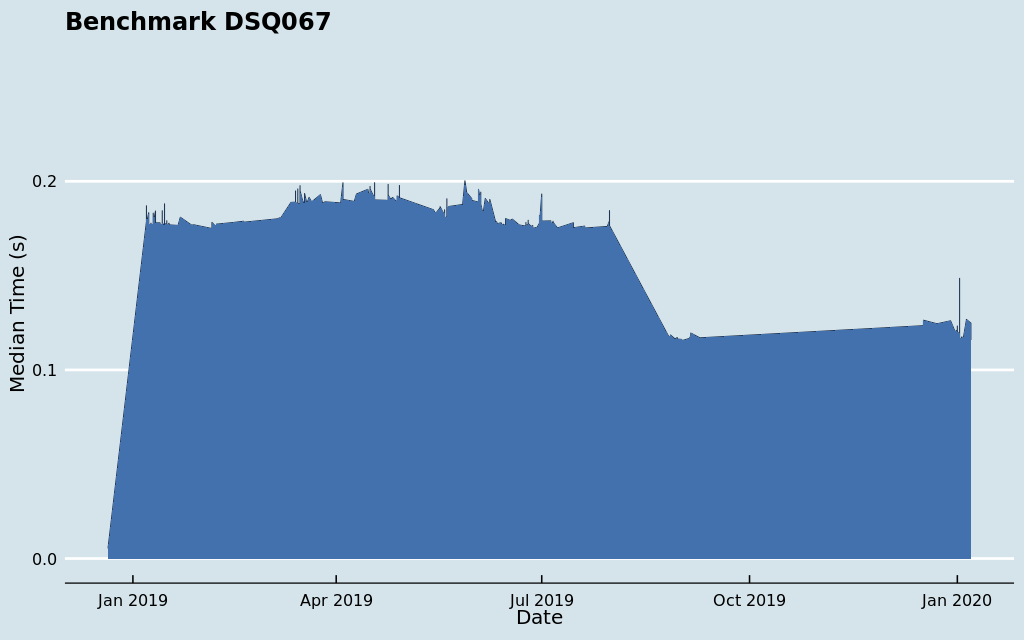 Benchmark DSQ067
Median Time (s)
0.2
0.1
0.0
Jan 2019
Apr 2019
Jul 2019
Oct 2019
Jan 2020
Date